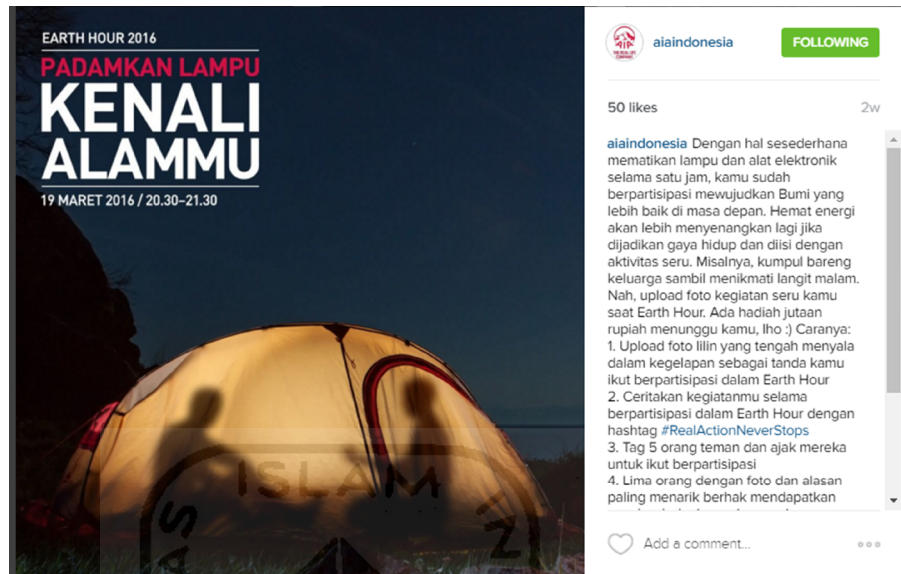 EARTH HOUR 2016
PADAMKAN LAMPU
KENALI
ALAMMU
19 MARET 2016 / 20.30–21.30
ISLAM
AS
AIA
THE REAL LIFE
COMPANY
aiaindonesia
FOLLOWING
50 likes
2w
aiaindonesia Dengan hal sesederhana
mematikan lampu dan alat elektronik
selama satu jam, kamu sudah
berpartisipasi mewujudkan Bumi yang
lebih baik di masa depan. Hemat energi
akan lebih menyenangkan lagi jika
dijadikan gaya hidup dan diisi dengan
aktivitas seru. Misalnya, kumpul bareng
keluarga sambil menikmati langit malam.
Nah, upload foto kegiatan seru kamu
saat Earth Hour. Ada hadiah jutaan
rupiah menunggu kamu, lho :) Caranya:
1. Upload foto lilin yang tengah menyala
dalam kegelapan sebagai tanda kamu
ikut berpartisipasi dalam Earth Hour
2. Ceritakan kegiatanmu selama
berpartisipasi dalam Earth Hour dengan
hashtag #RealActionNeverStops
3. Tag 5 orang teman dan ajak mereka
untuk ikut berpartisipasi
4. Lima orang dengan foto dan alasan
paling menarik berhak mendapatkan
Add a comment...